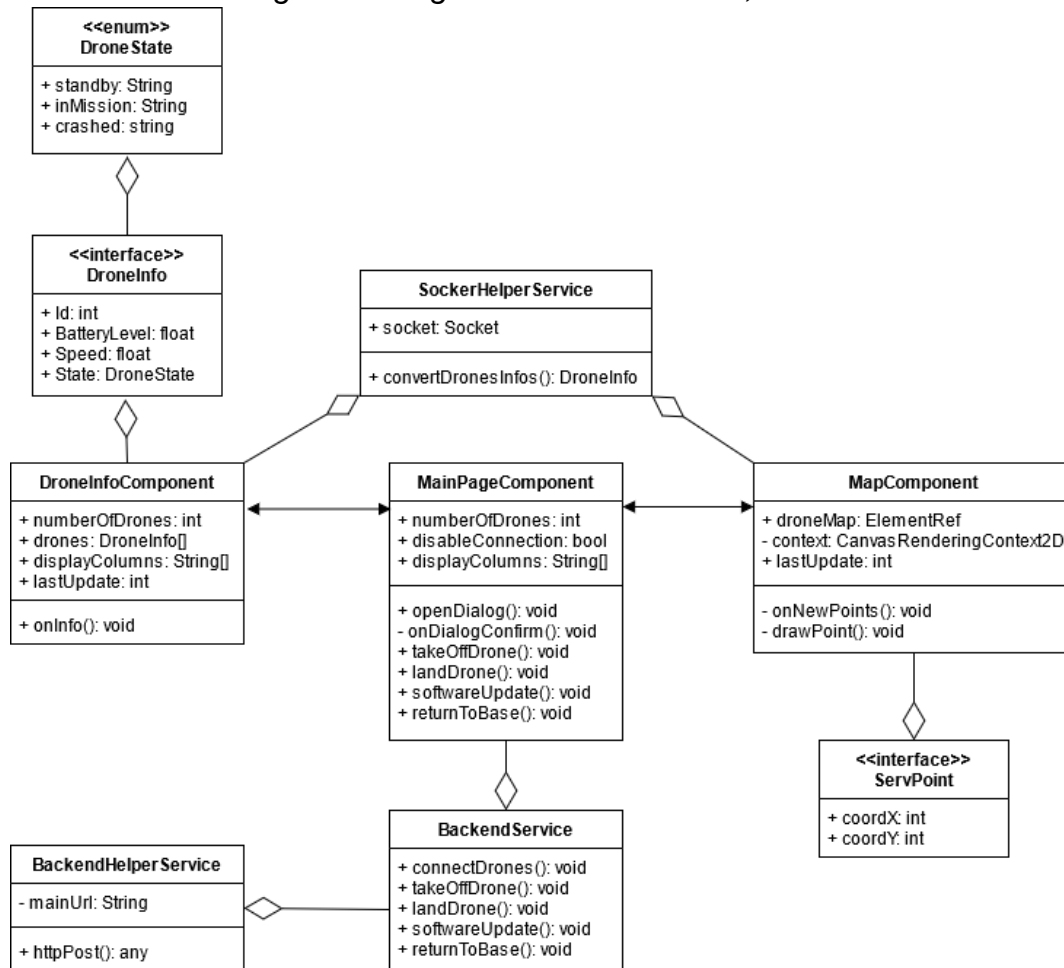 <<enum>>
DroneState
+ standby: String
+ inMission: String
+ crashed: string
<<interface>>
DroneInfo
+ Id: int
+ BatteryLevel: float
+ Speed: float
+ State: DroneState
SockerHelperService
+ socket: Socket
+ convertDronesInfos(): DroneInfo
DroneInfoComponent
+ numberOfDrones: int
+ drones: DroneInfo[]
+ displayColumns: String[]
+ lastUpdate: int
+ onInfo(): void
MainPageComponent
+ numberOfDrones: int
+ disableConnection: bool
+ displayColumns: String[]
+ openDialog(): void
- onDialogConfirm(): void
+ takeOffDrone(): void
+ landDrone(): void
+ softwareUpdate(): void
+ returnToBase(): void
MapComponent
+ droneMap: ElementRef
- context: CanvasRenderingContext2D
+ lastUpdate: int
- onNewPoints(): void
- drawPoint(): void
<<interface>>
ServPoint
+ coordX: int
+ coordY: int
BackendService
+ connectDrones(): void
+ takeOffDrone(): void
+ landDrone(): void
+ softwareUpdate(): void
+ returnToBase(): void
BackendHelperService
- mainUrl: String
+ httpPost(): any